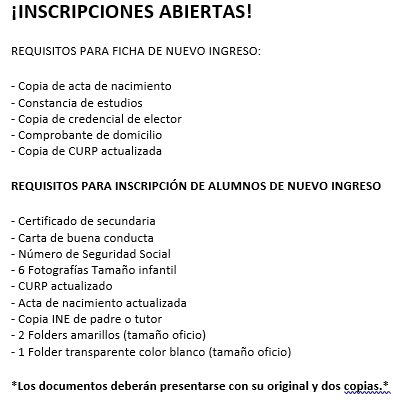 ¡INSCRIPCIONES ABIERTAS!
REQUISITOS PARA FICHA DE NUEVO INGRESO:
- Copia de acta de nacimiento
- Constancia de estudios
- Copia de credencial de elector
- Comprobante de domicilio
- Copia de CURP actualizada
REQUISITOS PARA INSCRIPCIÓN DE ALUMNOS DE NUEVO INGRESO
- Certificado de secundaria
- Carta de buena conducta
- Número de Seguridad Social
- 6 Fotografías Tamaño infantil
- CURP actualizado
- Acta de nacimiento actualizada
- Copia INE de padre o tutor
- 2 Folders amarillos (tamaño oficio)
- 1 Folder transparente color blanco (tamaño oficio)
*Los documentos deberán presentarse con su original y dos copias.*